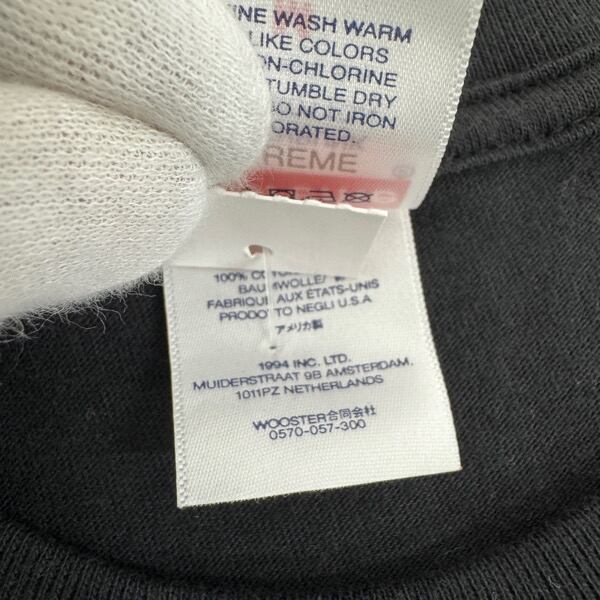 INE WASH WARM
LIKE COLORS
ON-CHLORINE
TUMBLE DRY
DO NOT IRON
ORATED.
REME
100%
BAUMWOLLE/
FABRIQUÉ AUX ÉTATS-UNIS
PRODOTTO NEGLI U.S.A
アメリカ製
1994 INC. LTD.
MUIDERSTRAAT 9B AMSTERDAM.
1011PZ NETHERLANDS
WOOSTER合同会社
0570-057-300